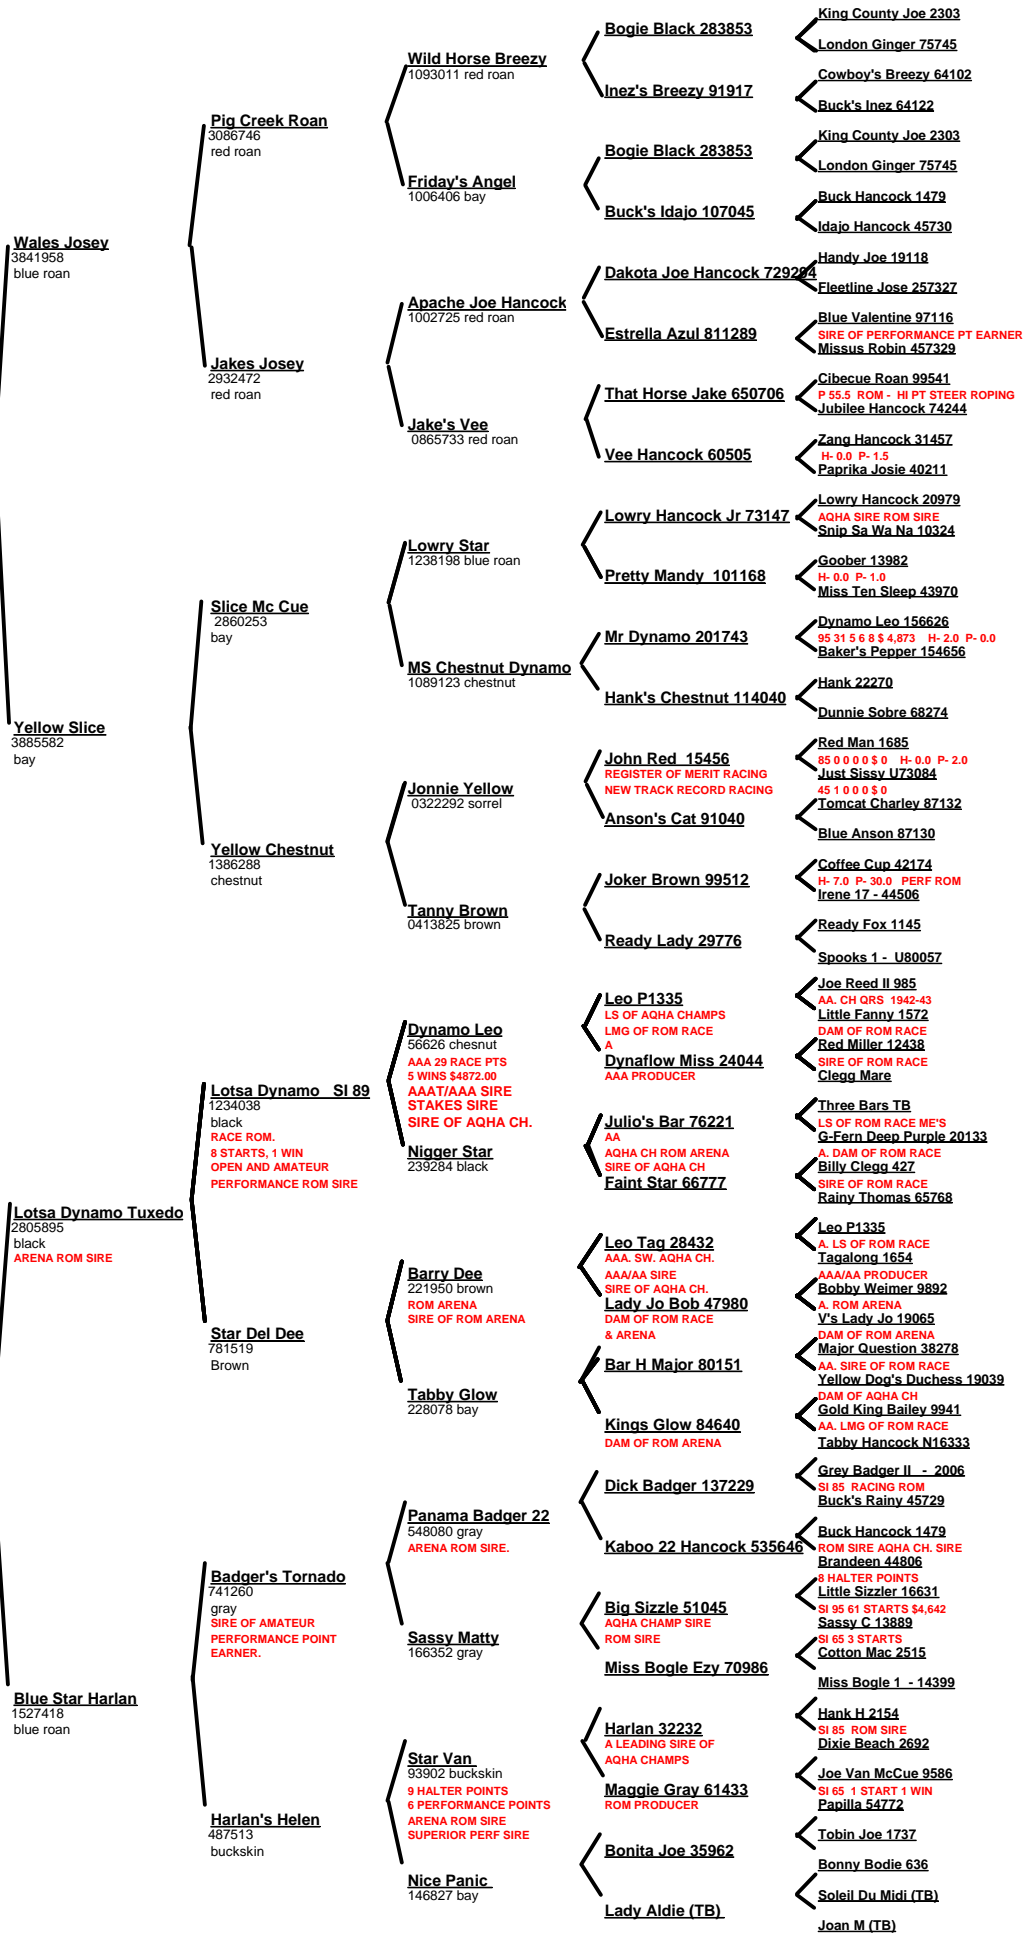 Wales Josey
3841958
blue roan
Yellow Slice
3885582
bay
Lotsa Dynamo Tuxedo
2805895
black
ARENA ROM SIRE
Blue Star Harlan
1527418
blue roan
Pig Creek Roan
3086746
red roan
Jakes Josey
2932472
red roan
Slice Mc Cue
2860253
bay
Yellow Chestnut
1386288
chestnut
Lotsa Dynamo SI 89
1234038
black
RACE ROM.
8 STARTS, 1 WIN
OPEN AND AMATEUR
PERFORMANCE ROM SIRE
Star Del Dee
781519
Brown
Badger's Tornado
741260
gray
SIRE OF AMATEUR
PERFORMANCE POINT
EARNER.
Harlan's Helen
487513
buckskin
Wild Horse Breezy
1093011 red roan
Friday's Angel
1006406 bay
Apache Joe Hancock
1002725 red roan
Jake's Vee
0865733 red roan
Lowry Star
1238198 blue roan
MS Chestnut Dynamo
1089123 chestnut
Jonnie Yellow
0322292 sorrel
Tanny Brown
0413825 brown
Dynamo Leo
56626 chesnut
AAA 29 RACE PTS
5 WINS $4872.00
AAAT/AAA SIRE
STAKES SIRE
SIRE OF AQHA CH.
Nigger Star
239284 black
Barry Dee
221950 brown
ROM ARENA
SIRE OF ROM ARENA
Tabby Glow
228078 bay
Panama Badger 22
548080 gray
ARENA ROM SIRE.
Sassy Matty
166352 gray
Star Van
93902 buckskin
9 HALTER POINTS
6 PERFORMANCE POINTS
ARENA ROM SIRE
SUPERIOR PERF SIRE
Nice Panic
146827 bay
Bogie Black 283853
Inez's Breezy 91917
Bogie Black 283853
Buck's Idajo 107045
Dakota Joe Hancock 729294
Estrella Azul 811289
That Horse Jake 650706
Vee Hancock 60505
Lowry Hancock Jr 73147
Pretty Mandy 101168
Mr Dynamo 201743
Hank's Chestnut 114040
John Red 15456
REGISTER OF MERIT RACING
NEW TRACK RECORD RACING
Anson's Cat 91040
Joker Brown 99512
Ready Lady 29776
Leo P1335
LS OF AQHA CHAMPS
LMG OF ROM RACE
A
Dynaflow Miss 24044
AAA PRODUCER
Julio's Bar 76221
AA
AQHA CH ROM ARENA
SIRE OF AQHA CH
Faint Star 66777
Leo Tag 28432
AAA. SW. AQHA CH.
AAA/AA SIRE
SIRE OF AQHA CH.
Lady Jo Bob 47980
DAM OF ROM RACE
& ARENA
Bar H Major 80151
Kings Glow 84640
DAM OF ROM ARENA
Dick Badger 137229
Kaboo 22 Hancock 535646
Big Sizzle 51045
AQHA CHAMP SIRE
ROM SIRE
Miss Bogle Ezy 70986
Harlan 32232
A LEADING SIRE OF
AQHA CHAMPS
Maggie Gray 61433
ROM PRODUCER
Bonita Joe 35962
Lady Aldie (TB)
King County Joe 2303
London Ginger 75745
Cowboy's Breezy 64102
Buck's Inez 64122
King County Joe 2303
London Ginger 75745
Buck Hancock 1479
Idajo Hancock 45730
Handy Joe 19118
Fleetline Jose 257327
Blue Valentine 97116
SIRE OF PERFORMANCE PT EARNER
Missus Robin 457329
Cibecue Roan 99541
P 55.5 ROM - HI PT STEER ROPING
Jubilee Hancock 74244
Zang Hancock 31457
H- 0.0 P- 1.5
Paprika Josie 40211
Lowry Hancock 20979
AQHA SIRE ROM SIRE
Snip Sa Wa Na 10324
Goober 13982
H- 0.0 P- 1.0
Miss Ten Sleep 43970
Dynamo Leo 156626
95 31 5 6 8 $ 4,873 H- 2.0 P- 0.0
Baker's Pepper 154656
Hank 22270
Dunnie Sobre 68274
Red Man 1685
85 0 0 0 0 $ 0 H- 0.0 P- 2.0
Just Sissy U73084
45 1 0 0 0 $ 0
Tomcat Charley 87132
Blue Anson 87130
Coffee Cup 42174
H- 7.0 P- 30.0 PERF ROM
Irene 17 - 44506
Ready Fox 1145
Spooks 1 - U80057
Joe Reed II 985
AA. CH QRS 1942-43
Little Fanny 1572
DAM OF ROM RACE
Red Miller 12438
SIRE OF ROM RACE
Clegg Mare
Three Bars TB
LS OF ROM RACE ME'S
G-Fern Deep Purple 20133
A. DAM OF ROM RACE
Billy Clegg 427
SIRE OF ROM RACE
Rainy Thomas 65768
Leo P1335
A. LS OF ROM RACE
Tagalong 1654
AAA/AA PRODUCER
Bobby Weimer 9892
A. ROM ARENA
V's Lady Jo 19065
DAM OF ROM ARENA
Major Question 38278
AA. SIRE OF ROM RACE
Yellow Dog's Duchess 19039
DAM OF AQHA CH
Gold King Bailey 9941
AA. LMG OF ROM RACE
Tabby Hancock N16333
Grey Badger II - 2006
SI 85 RACING ROM
Buck's Rainy 45729
Buck Hancock 1479
ROM SIRE AQHA CH. SIRE
Brandeen 44806
8 HALTER POINTS
Little Sizzler 16631
SI 95 61 STARTS $4,642
Sassy C 13889
SI 65 3 STARTS
Cotton Mac 2515
Miss Bogle 1 - 14399
Hank H 2154
SI 85 ROM SIRE
Dixie Beach 2692
Joe Van McCue 9586
SI 65 1 START 1 WIN
Papilla 54772
Tobin Joe 1737
Bonny Bodie 636
Soleil Du Midi (TB)
Joan M (TB)